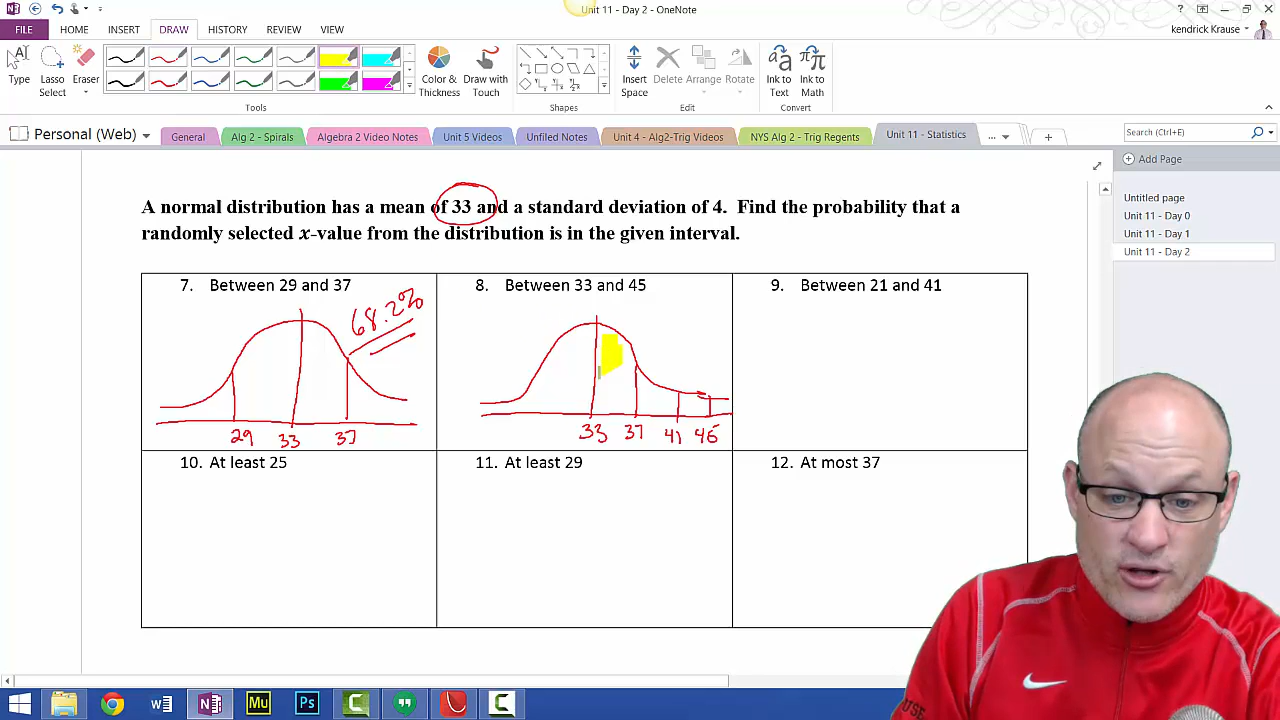 Unit 11 - Day 2 - OneNote
kendrick Krause
FILE HOME INSERT DRAW HISTORY REVIEW VIEW
Type
Lasso Select
Eraser
Color & Thickness
Draw with Touch
Insert Space
Delete
Arrange
Rotate
Ink to Text
Ink to Math
Tools
Shapes
Edit
Convert
Personal (Web)
General
Alg 2 - Spirals
Algebra 2 Video Notes
Unit 5 Videos
Unfiled Notes
Unit 4 - Alg2-Trig Videos
NYS Alg 2 - Trig Regents
Unit 11 - Statistics
Search (Ctrl+E)
Add Page
Untitled page
Unit 11 - Day 0
Unit 11 - Day 1
Unit 11 - Day 2
A normal distribution has a mean of 33 and a standard deviation of 4. Find the probability that a
randomly selected x-value from the distribution is in the given interval.
7. Between 29 and 37
68.2%
29 33 37
8. Between 33 and 45
33 37 41 45
9. Between 21 and 41
10. At least 25
11. At least 29
12. At most 37
Mu
Ps